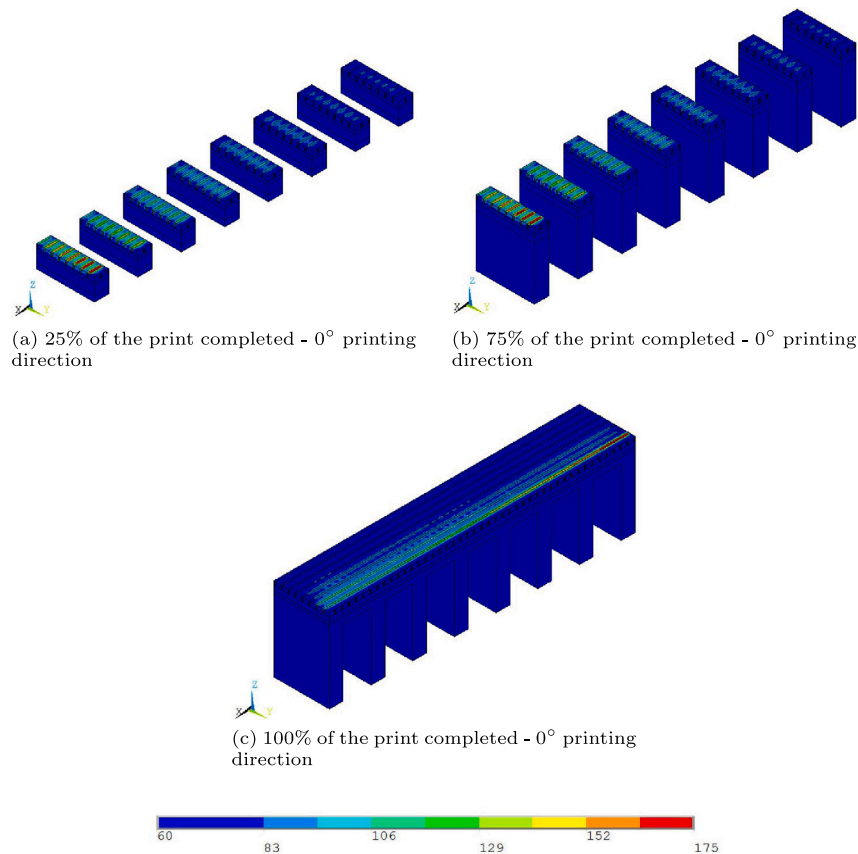 Z
X Y
(a) 25% of the print completed - 0° printing
direction
Z
X Y
(b) 75% of the print completed - 0° printing
direction
Z
X Y
(c) 100% of the print completed - 0° printing
direction
60 106 152
83 129 175